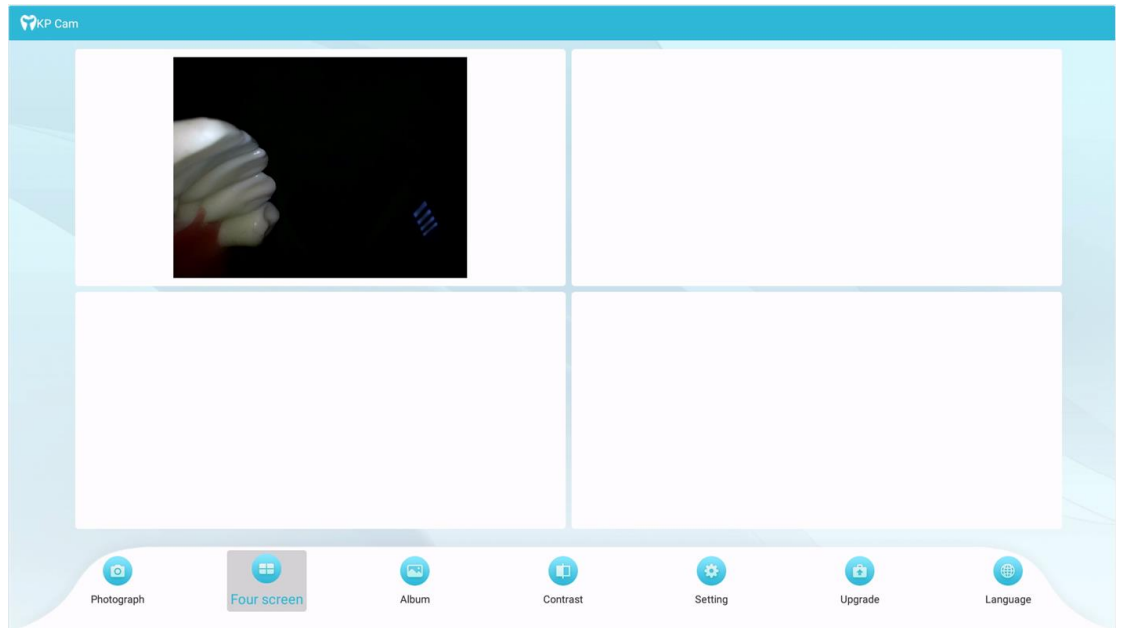 KP Cam
Photograph
Four screen
Album
Contrast
Setting
Upgrade
Language